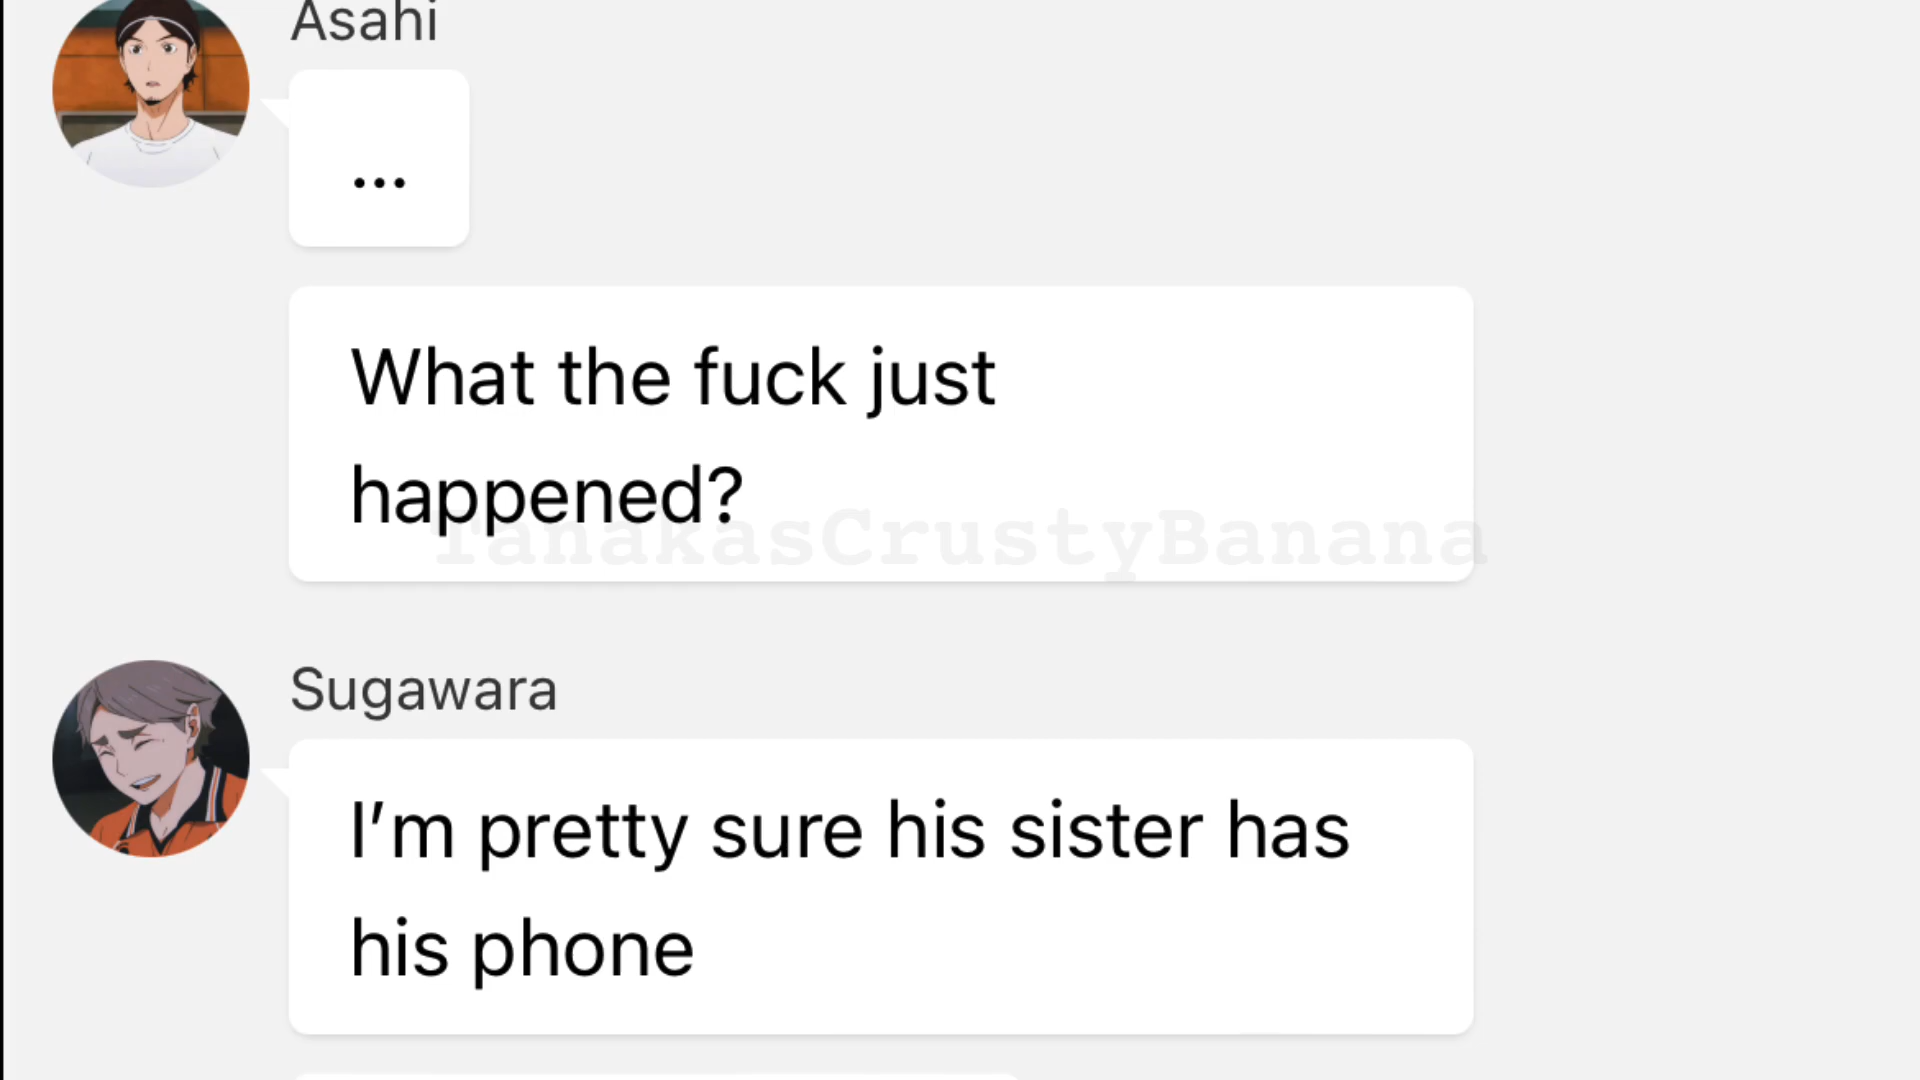 Asahi
...
What the fuck just
happened?
TanakasCrustyBanana
Sugawara
I’m pretty sure his sister has
his phone